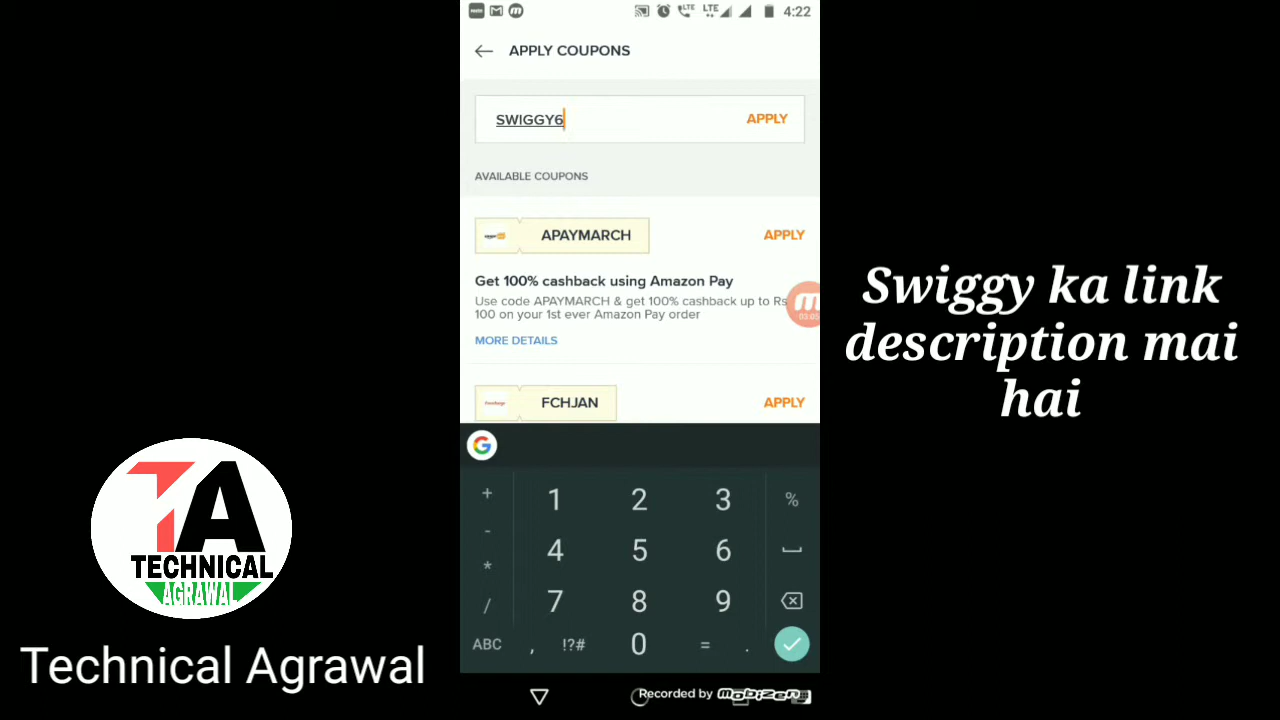 4:22
APPLY COUPONS
SWIGGY6 APPLY
AVAILABLE COUPONS
APAYMARCH APPLY
Get 100% cashback using Amazon Pay
Use code APAYMARCH & get 100% cashback up to Rs
100 on your 1st ever Amazon Pay order
MORE DETAILS
FCHJAN APPLY
+ 1 2 3 %
- 4 5 6
* 7 8 9
/
ABC , !?# 0 = .
Recorded by mobizen
Swiggy ka link
description mai
hai
TA
TECHNICAL
AGRAWAL
Technical Agrawal